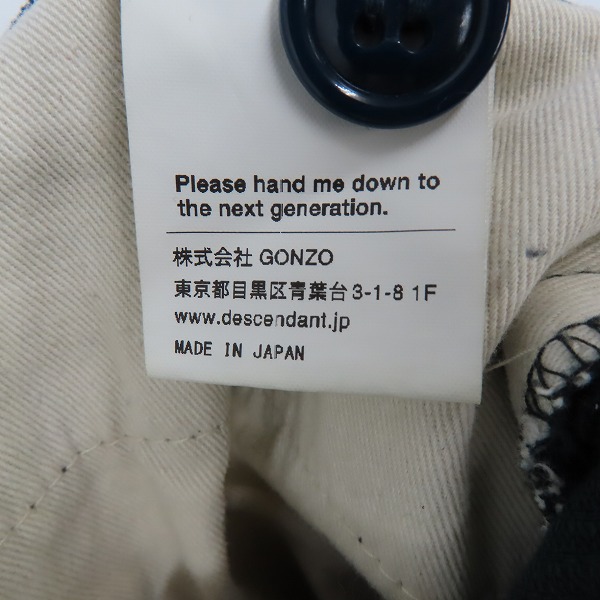 Please hand me down to
the next generation.
株式会社 GONZO
東京都目黒区青葉台3-1-8 1F
www.descendant.jp
MADE IN JAPAN